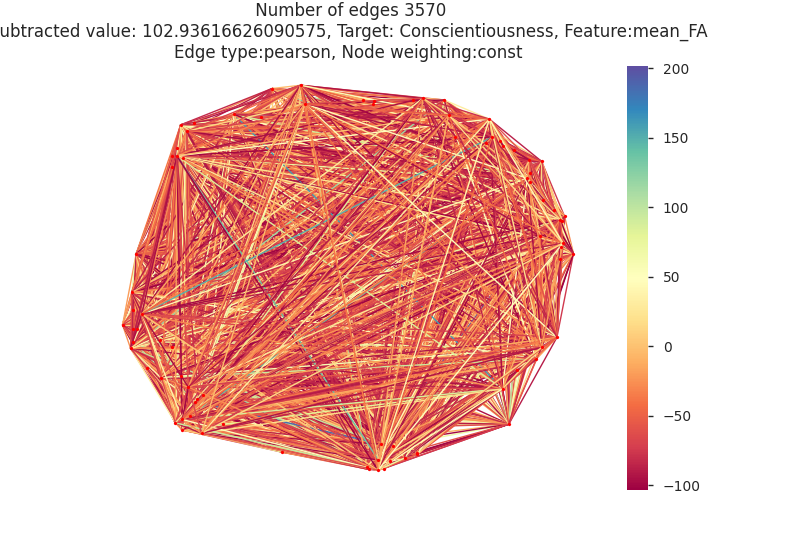 Number of edges 3570
ubtracted value: 102.93616626090575, Target: Conscientiousness, Feature:mean_FA
Edge type:pearson, Node weighting:const
200
150
100
50
0
−50
−100